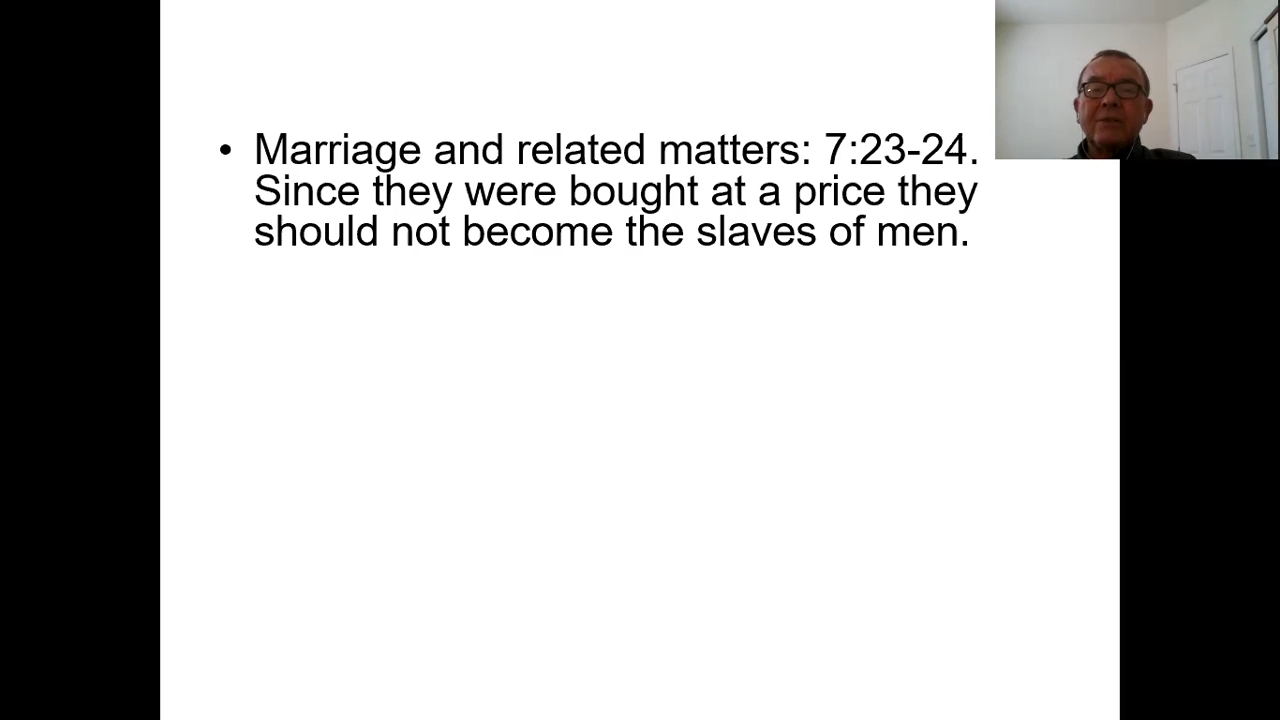 • Marriage and related matters: 7:23-24.
Since they were bought at a price they
should not become the slaves of men.